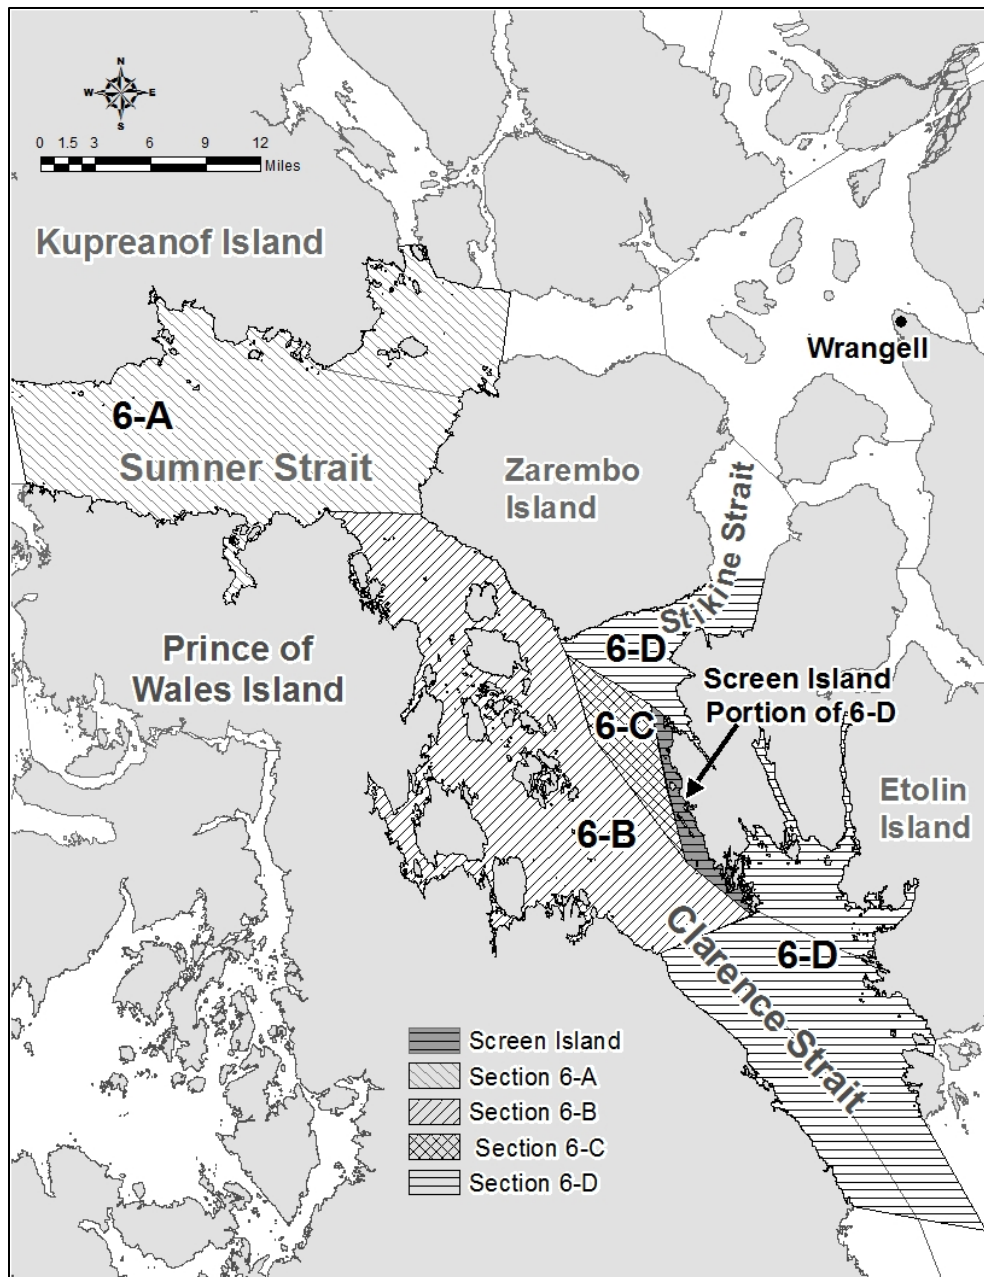 N
W E
S
0 1.5 3 6 9 12
Miles
Kupreanof Island
Wrangell
6-A
Sumner Strait
Zarembo
Island
Stikine Strait
Prince of
Wales Island
6-D
Screen Island
Portion of 6-D
6-C
Etolin
Island
6-B
Clarence Strait
6-D
Screen Island
Section 6-A
Section 6-B
Section 6-C
Section 6-D